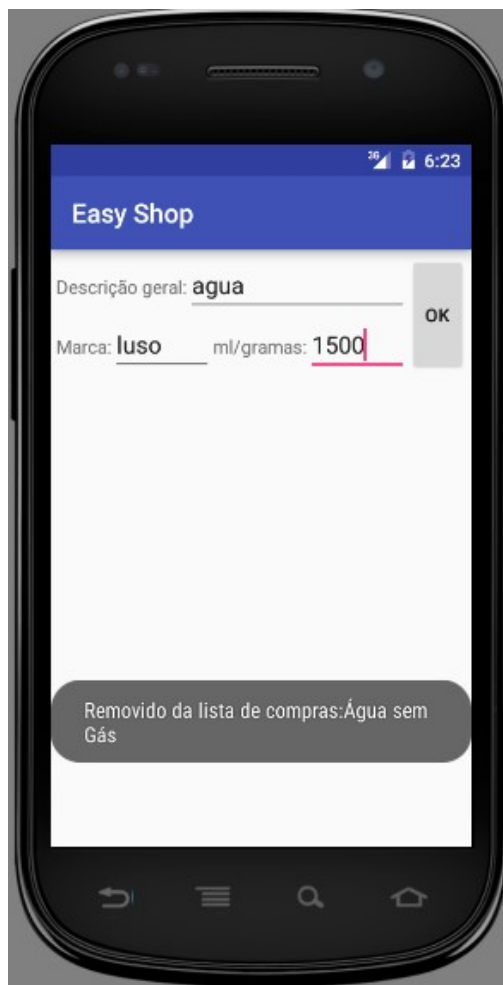 3G 6:23
Easy Shop
Descrição geral: agua
OK
Marca: luso ml/gramas: 1500
Removido da lista de compras:Água sem
Gás